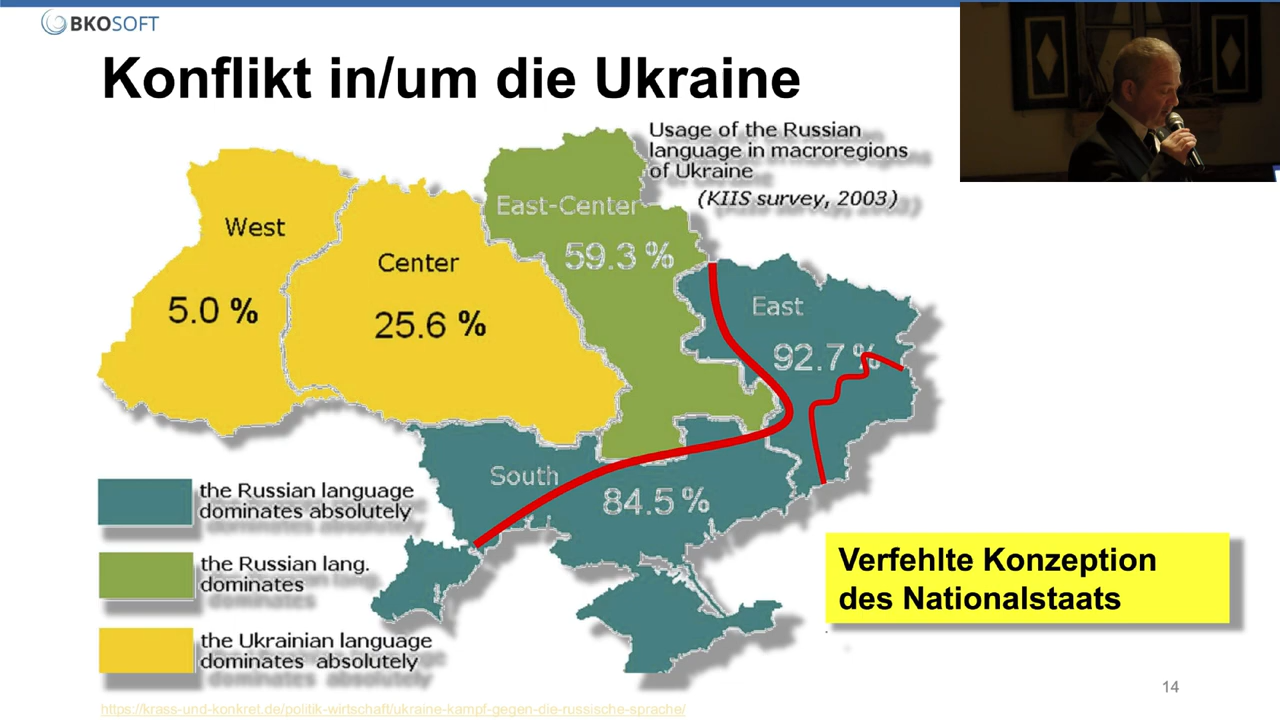 BKOSOFT
Konflikt in/um die Ukraine
Usage of the Russian
language in macroregions
of Ukraine
(KIIS survey, 2003)
West
5.0 %
Center
25.6 %
East-Center
59.3 %
East
92.7 %
South
84.5 %
the Russian language
dominates absolutely
the Russian lang.
dominates
the Ukrainian language
dominates absolutely
Verfehlte Konzeption
des Nationalstaats
14
https://krass-und-konkret.de/politik-wirtschaft/ukraine-kampf-gegen-die-russische-sprache/